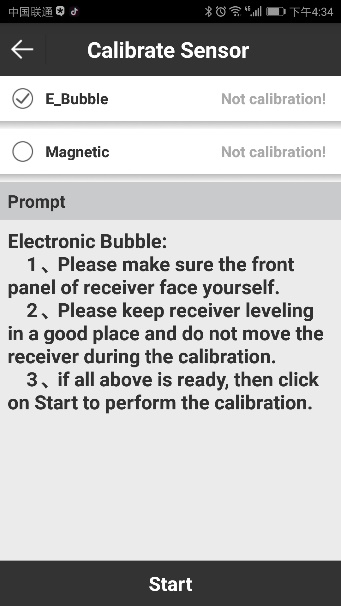 中国联通 下午4:34
Calibrate Sensor
E_Bubble Not calibration!
Magnetic Not calibration!
Prompt
Electronic Bubble:
1、Please make sure the front
panel of receiver face yourself.
2、Please keep receiver leveling
in a good place and do not move the
receiver during the calibration.
3、if all above is ready, then click
on Start to perform the calibration.
Start